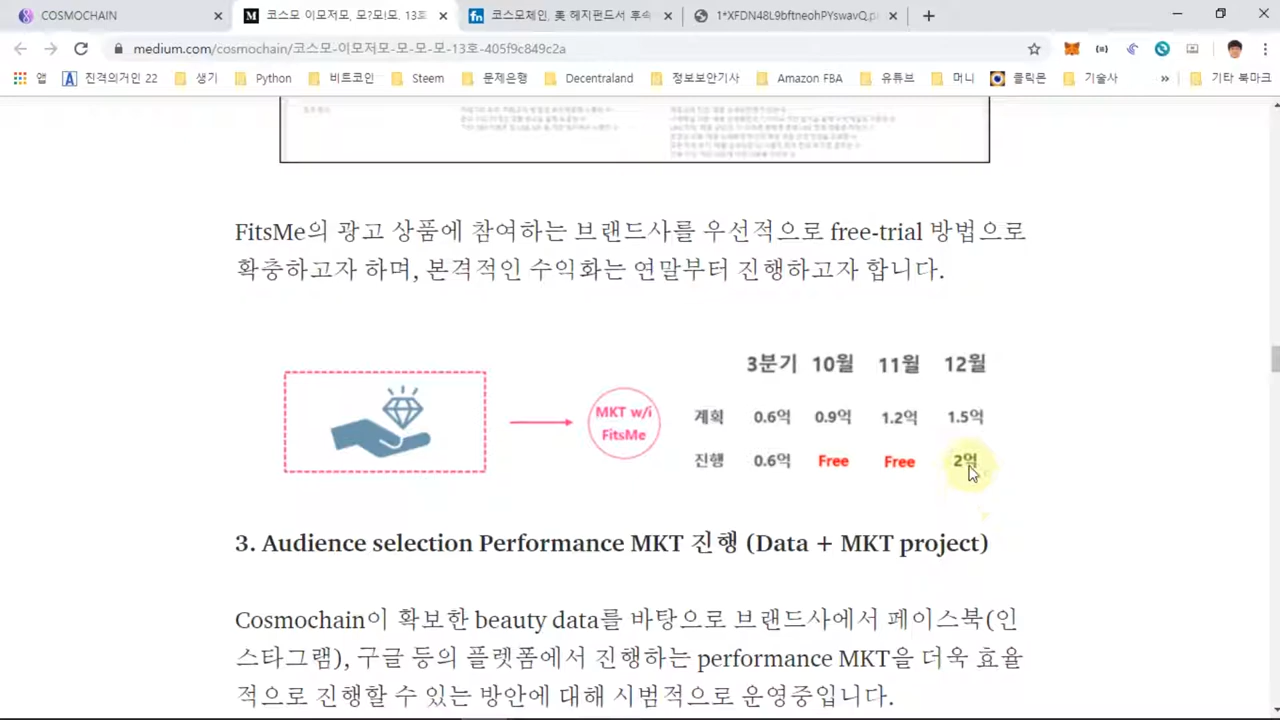 COSMOCHAIN
코스모 이모저모, 모?모!모. 13호
코스모체인, 美 헤지펀드서 후속
1*XFDN48L9bftneohPYswavQ.p
medium.com/cosmochain/코스모-이모저모-모-모-모-13호-405f9c849c2a
앱 진격의거인 22 생기 Python 비트코인 Steem 문제은행 Decentraland 정보보안기사 Amazon FBA 유튜브 머니 클릭몬 기술사 » 기타 북마크
FitsMe의 광고 상품에 참여하는 브랜드사를 우선적으로 free-trial 방법으로
확충하고자 하며, 본격적인 수익화는 연말부터 진행하고자 합니다.
3분기 10월 11월 12월
MKT w/i
FitsMe
계획 0.6억 0.9억 1.2억 1.5억
진행 0.6억 Free Free 2억
3. Audience selection Performance MKT 진행 (Data + MKT project)
Cosmochain이 확보한 beauty data를 바탕으로 브랜드사에서 페이스북(인
스타그램), 구글 등의 플렛폼에서 진행하는 performance MKT을 더욱 효율
적으로 진행할 수 있는 방안에 대해 시범적으로 운영중입니다.